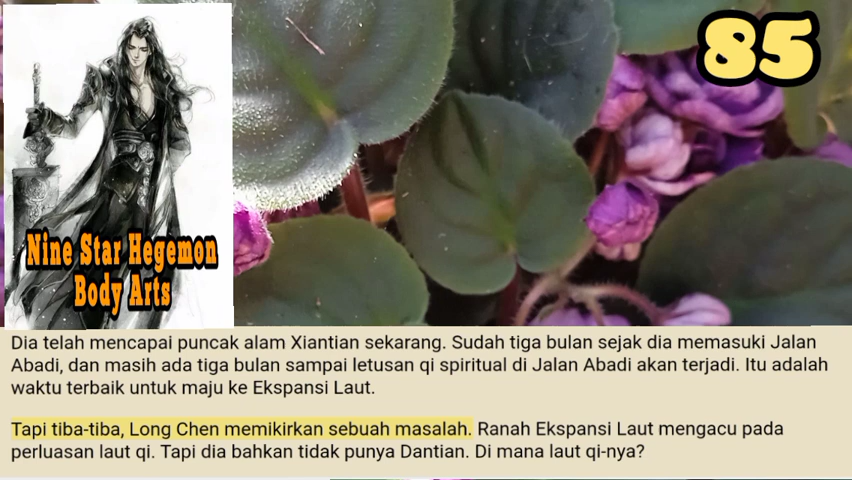 85
Nine Star Hegemon
Body Arts
Dia telah mencapai puncak alam Xiantian sekarang. Sudah tiga bulan sejak dia memasuki Jalan
Abadi, dan masih ada tiga bulan sampai letusan qi spiritual di Jalan Abadi akan terjadi. Itu adalah
waktu terbaik untuk maju ke Ekspansi Laut.
Tapi tiba-tiba, Long Chen memikirkan sebuah masalah. Ranah Ekspansi Laut mengacu pada
perluasan laut qi. Tapi dia bahkan tidak punya Dantian. Di mana laut qi-nya?